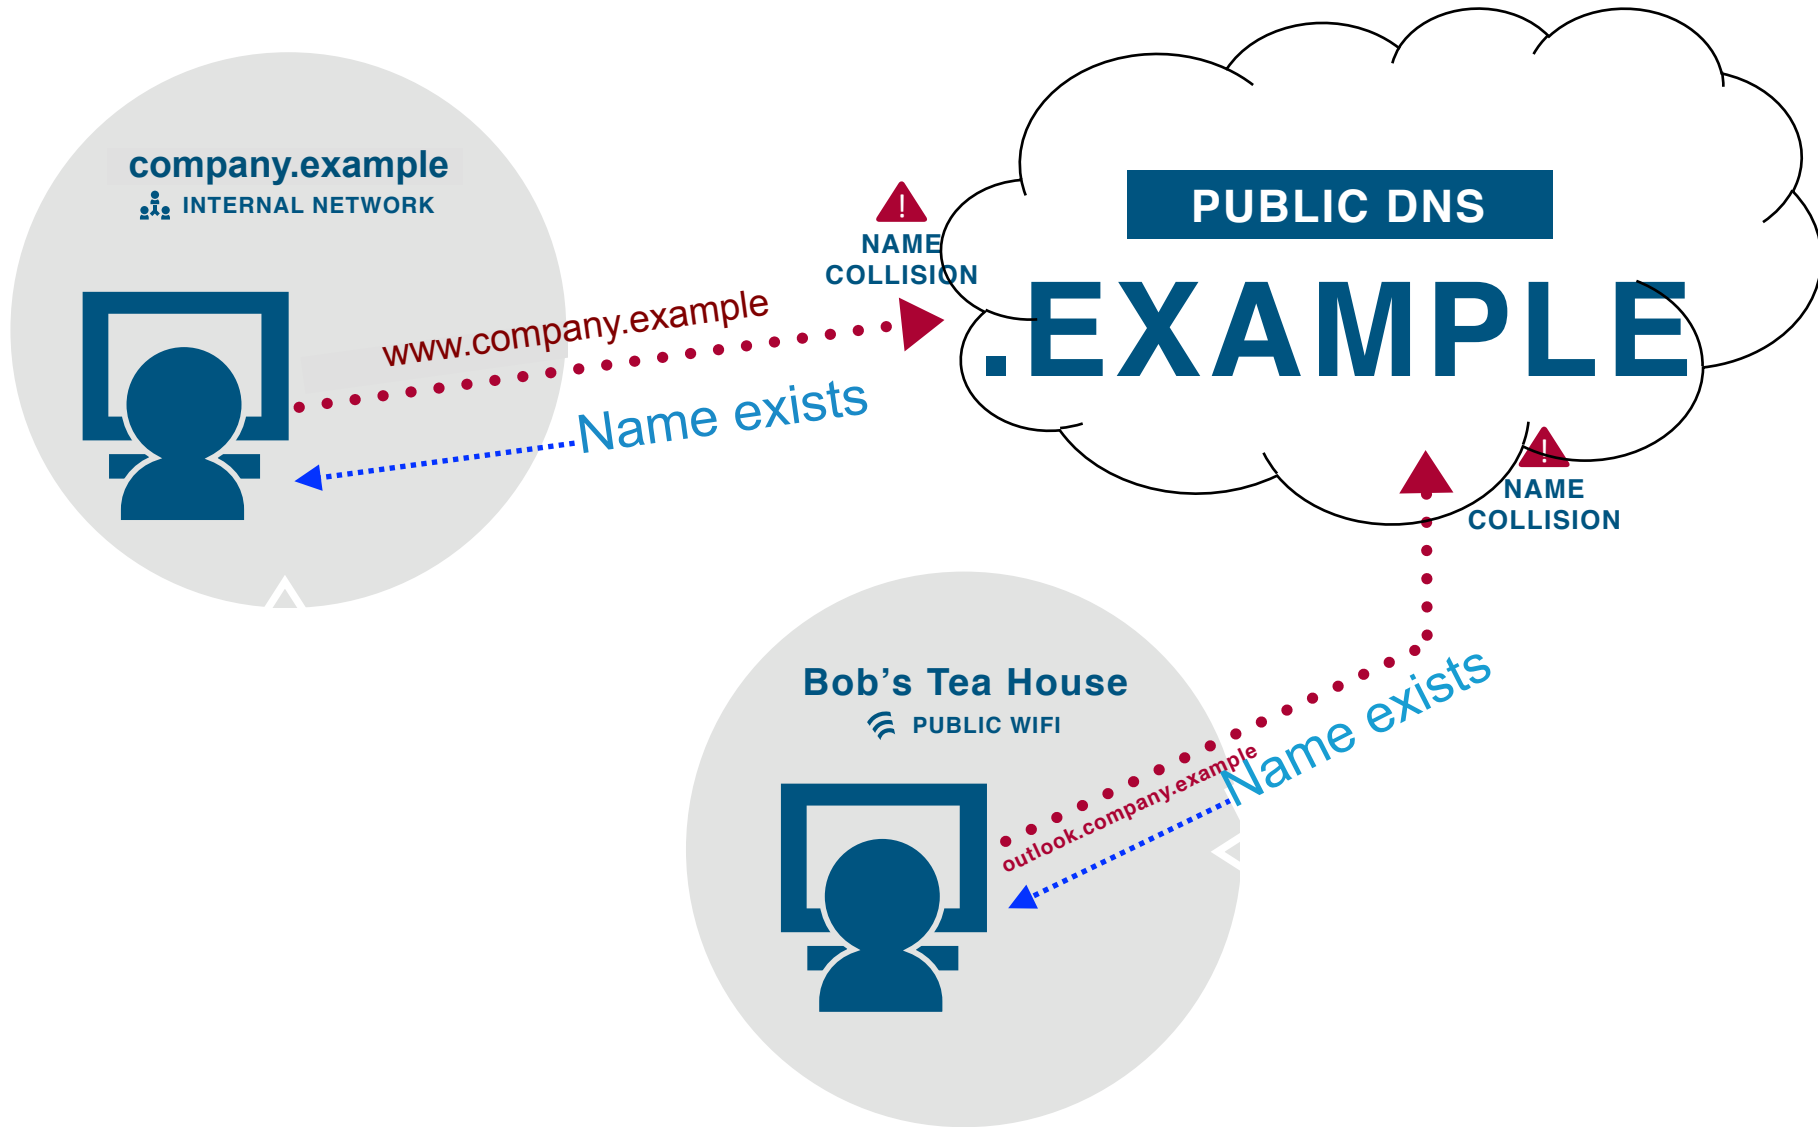 company.example
INTERNAL NETWORK
www.company.example
Name exists
NAME
COLLISION
PUBLIC DNS
.EXAMPLE
NAME
COLLISION
Bob’s Tea House
PUBLIC WIFI
outlook.company.example
Name exists